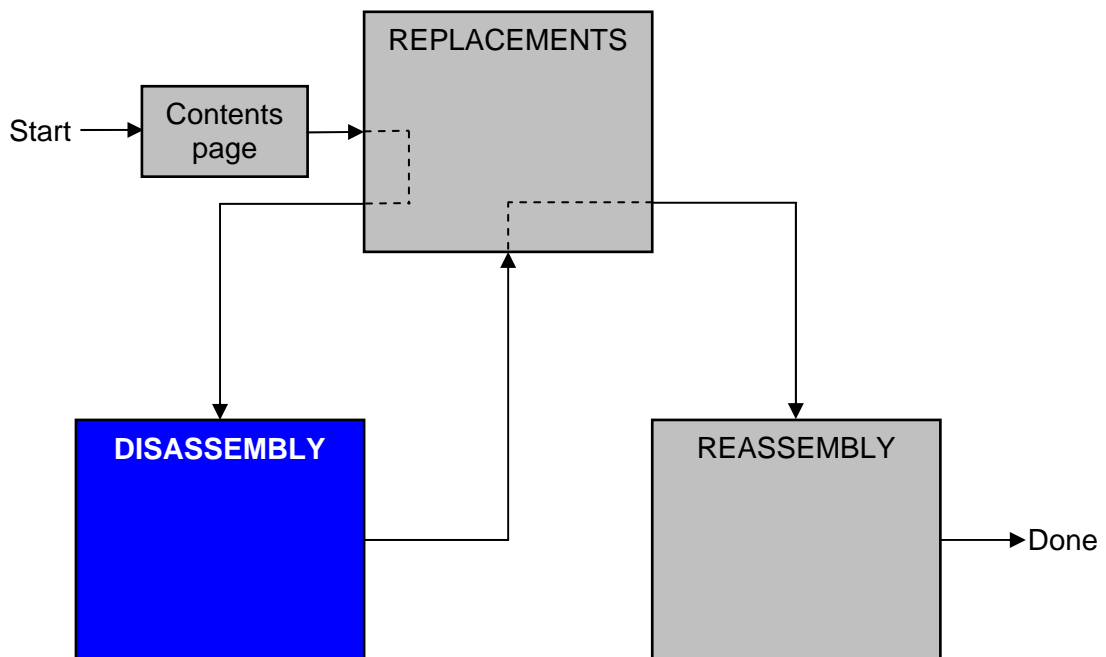 REPLACEMENTS
Start
Contents
page
DISASSEMBLY
REASSEMBLY
Done